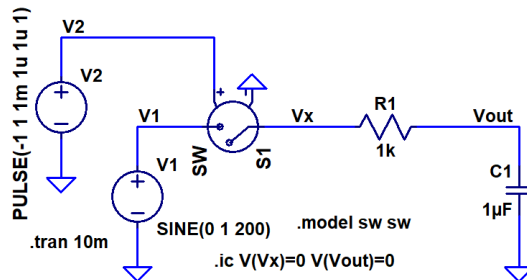 PULSE(-1 1 1m 1u 1u 1)
V2
V2
V1
V1
SW
S1
Vx
R1
1k
Vout
C1
1µF
SINE(0 1 200)
.model sw sw
.tran 10m
.ic V(Vx)=0 V(Vout)=0